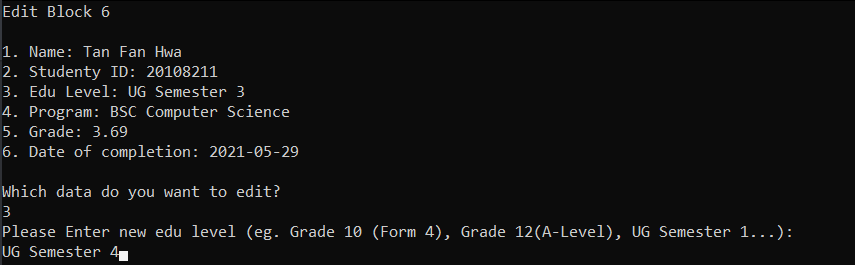 Edit Block 6
1. Name: Tan Fan Hwa
2. Studenty ID: 20108211
3. Edu Level: UG Semester 3
4. Program: BSC Computer Science
5. Grade: 3.69
6. Date of completion: 2021-05-29
Which data do you want to edit?
3
Please Enter new edu level (eg. Grade 10 (Form 4), Grade 12(A-Level), UG Semester 1...):
UG Semester 4